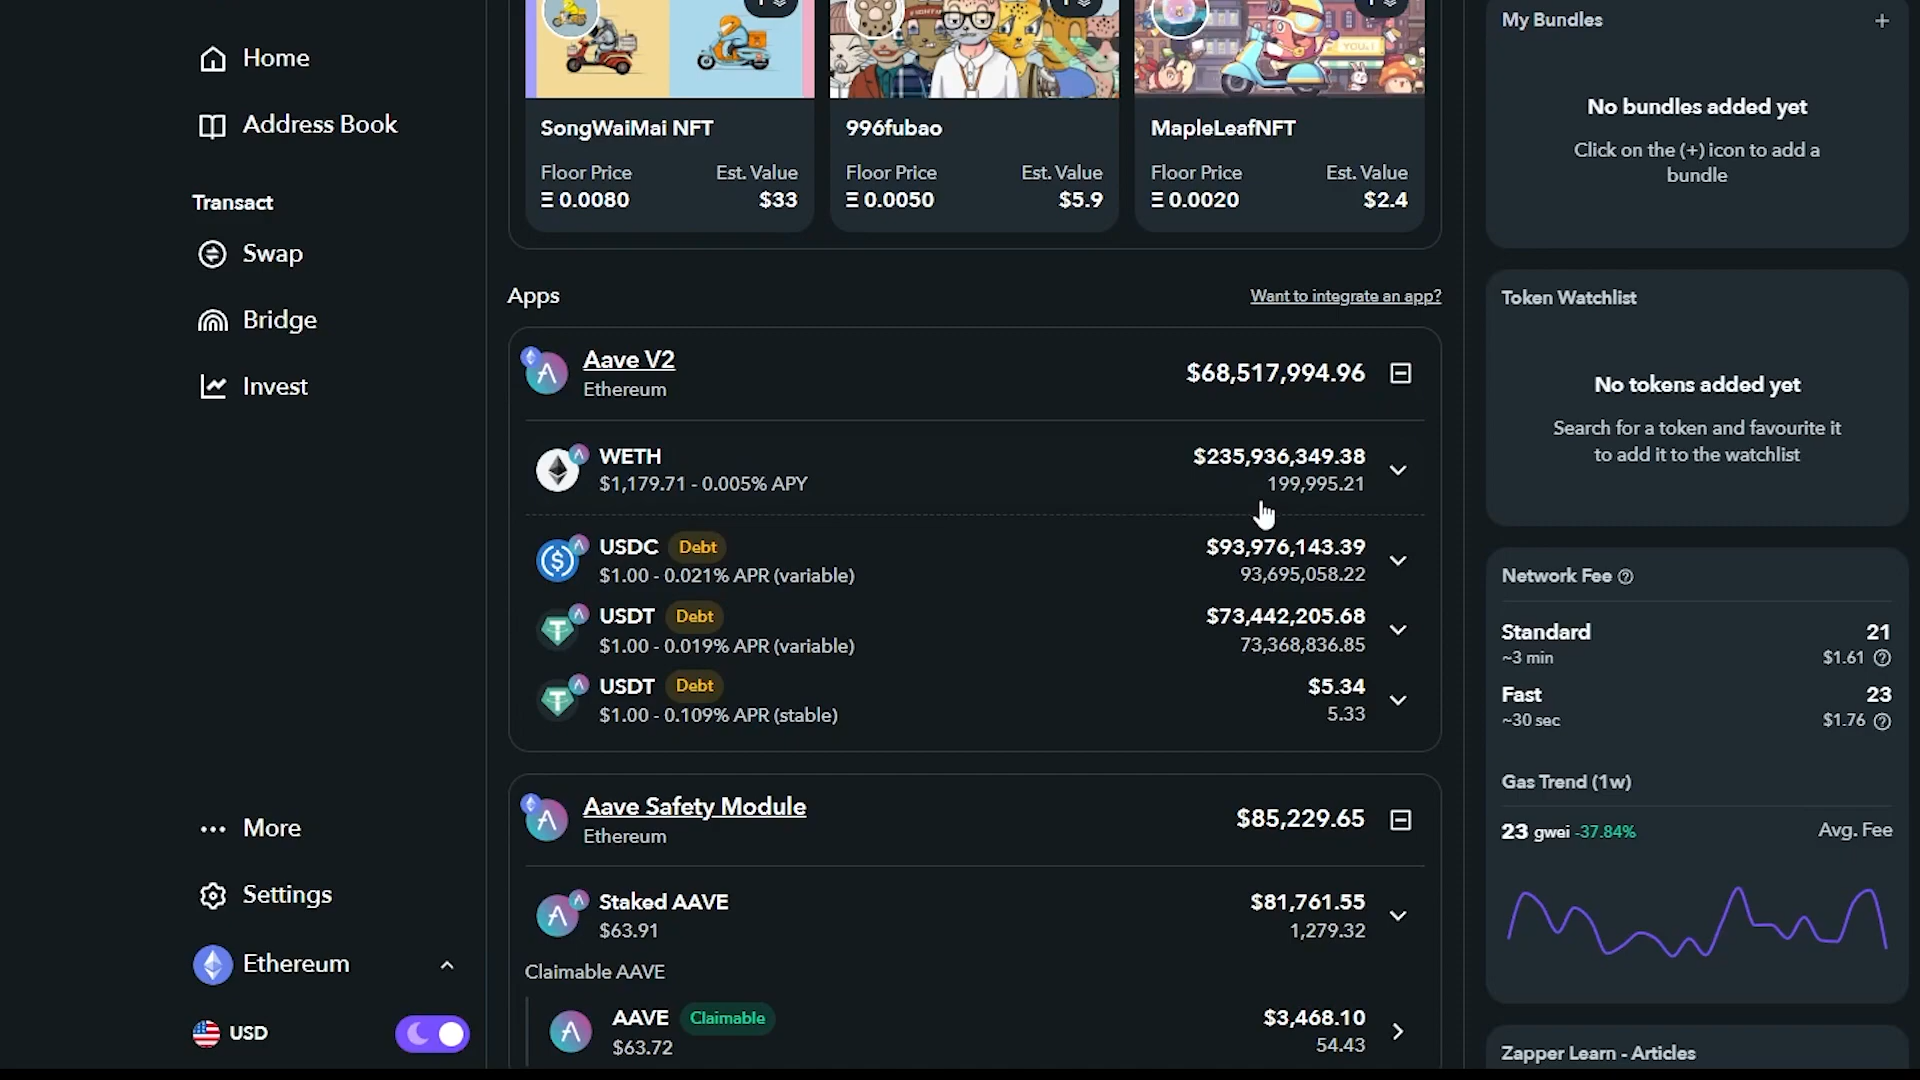 Home
Address Book
Transact
Swap
Bridge
Invest
More
Settings
Ethereum
USD
SongWaiMai NFT
Floor Price Est. Value
Ξ 0.0080 $33
996fubao
Floor Price Est. Value
Ξ 0.0050 $5.9
YOU.1
MapleLeafNFT
Floor Price Est. Value
Ξ 0.0020 $2.4
Apps Want to integrate an app?
Aave V2
Ethereum
$68,517,994.96
WETH $235,936,349.38
$1,179.71 - 0.005% APY 199,995.21
USDC Debt $93,976,143.39
$1.00 - 0.021% APR (variable) 93,695,058.22
USDT Debt $73,442,205.68
$1.00 - 0.019% APR (variable) 73,368,836.85
USDT Debt $5.34
$1.00 - 0.109% APR (stable) 5.33
Aave Safety Module
Ethereum
$85,229.65
Staked AAVE $81,761.55
$63.91 1,279.32
Claimable AAVE
AAVE Claimable $3,468.10
$63.72 54.43
My Bundles
No bundles added yet
Click on the (+) icon to add a
bundle
Token Watchlist
No tokens added yet
Search for a token and favourite it
to add it to the watchlist
Network Fee
Standard 21
~3 min $1.61
Fast 23
~30 sec $1.76
Gas Trend (1w)
23 gwei -37.84% Avg. Fee
Zapper Learn - Articles